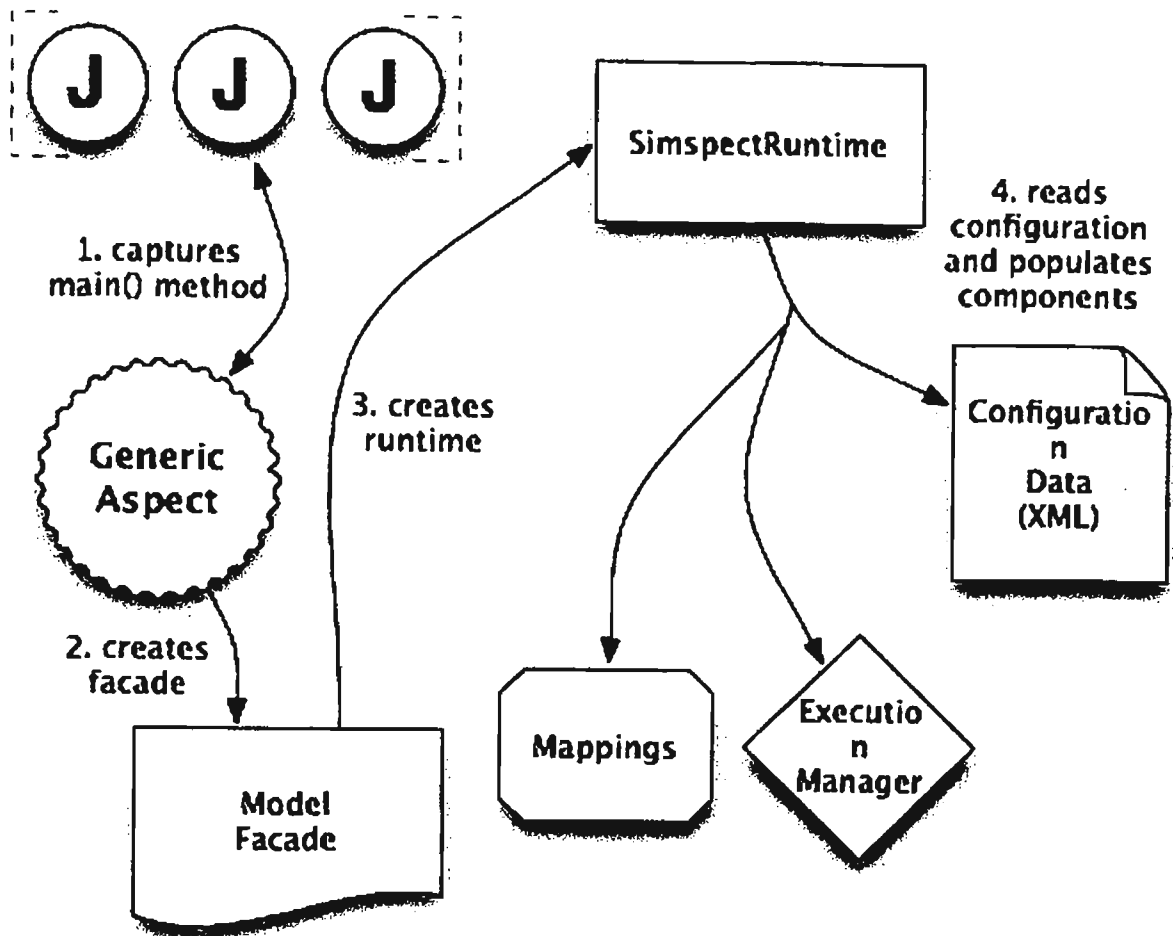 J J J
1. captures
main() method
Generic
Aspect
2. creates
facade
Model
Facade
3. creates
runtime
SimspectRuntime
4. reads
configuration
and populates
components
Configuratio
n
Data
(XML)
Mappings
Executio
n
Manager